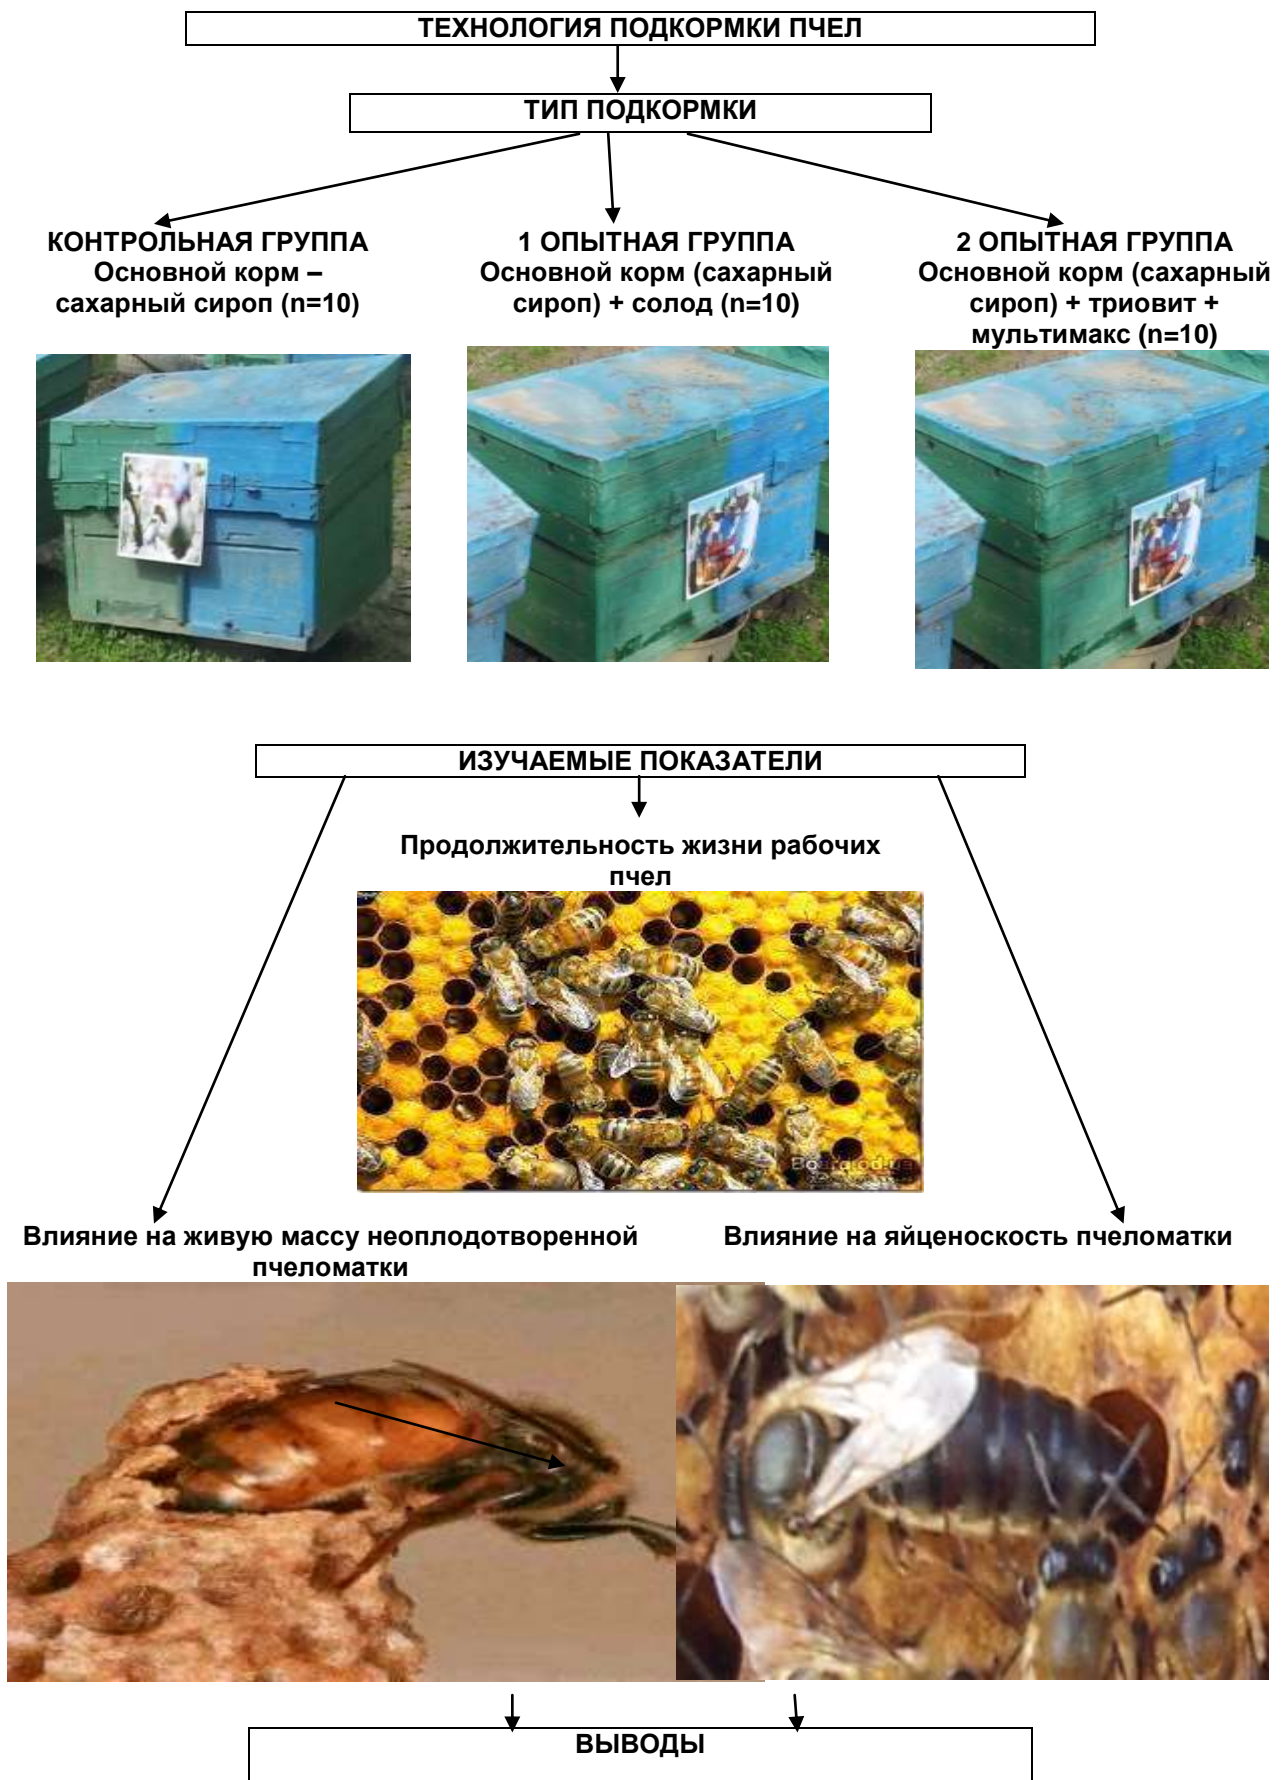 ТЕХНОЛОГИЯ ПОДКОРМКИ ПЧЕЛ
ТИП ПОДКОРМКИ
КОНТРОЛЬНАЯ ГРУППА
Основной корм –
сахарный сироп (n=10)
1 ОПЫТНАЯ ГРУППА
Основной корм (сахарный
сироп) + солод (n=10)
2 ОПЫТНАЯ ГРУППА
Основной корм (сахарный
сироп) + триовит +
мультимакс (n=10)
ИЗУЧАЕМЫЕ ПОКАЗАТЕЛИ
Продолжительность жизни рабочих
пчел
Влияние на живую массу неоплодотворенной
пчеломатки
Влияние на яйценоскость пчеломатки
ВЫВОДЫ